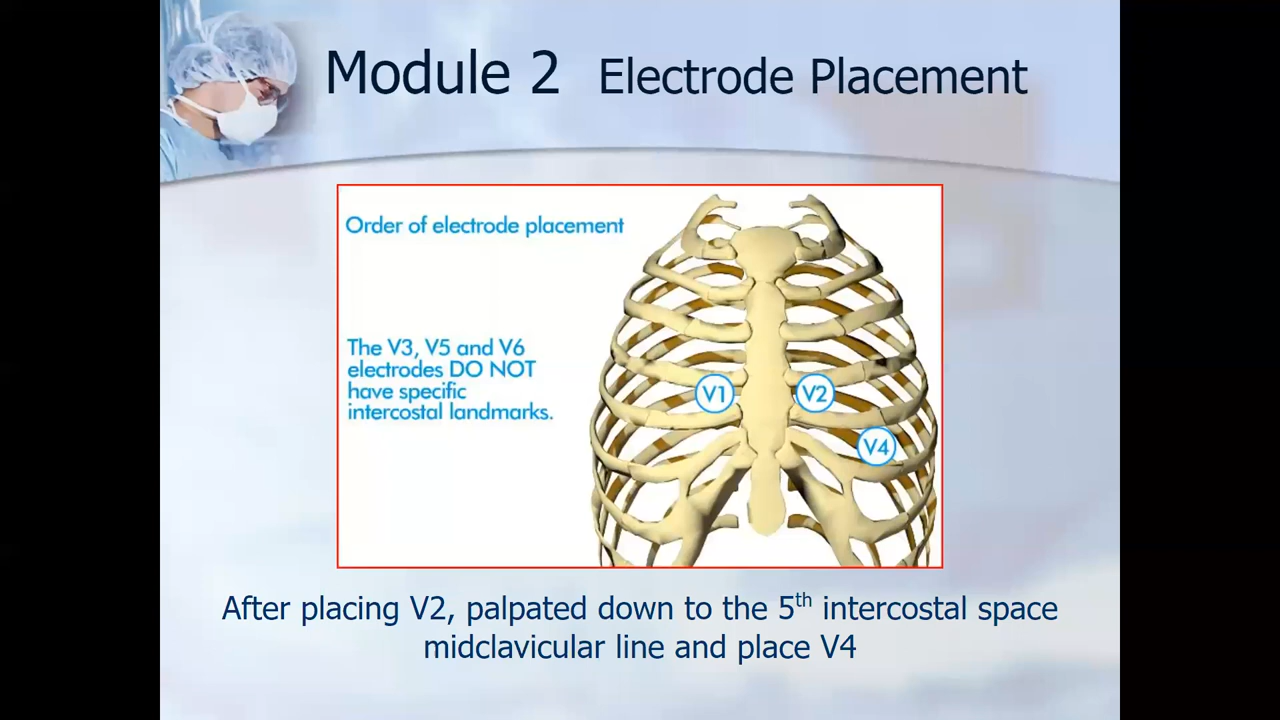 Module 2 Electrode Placement
Order of electrode placement
The V3, V5 and V6
electrodes DO NOT
have specific
intercostal landmarks.
V1 V2
V4
After placing V2, palpated down to the 5th intercostal space
midclavicular line and place V4